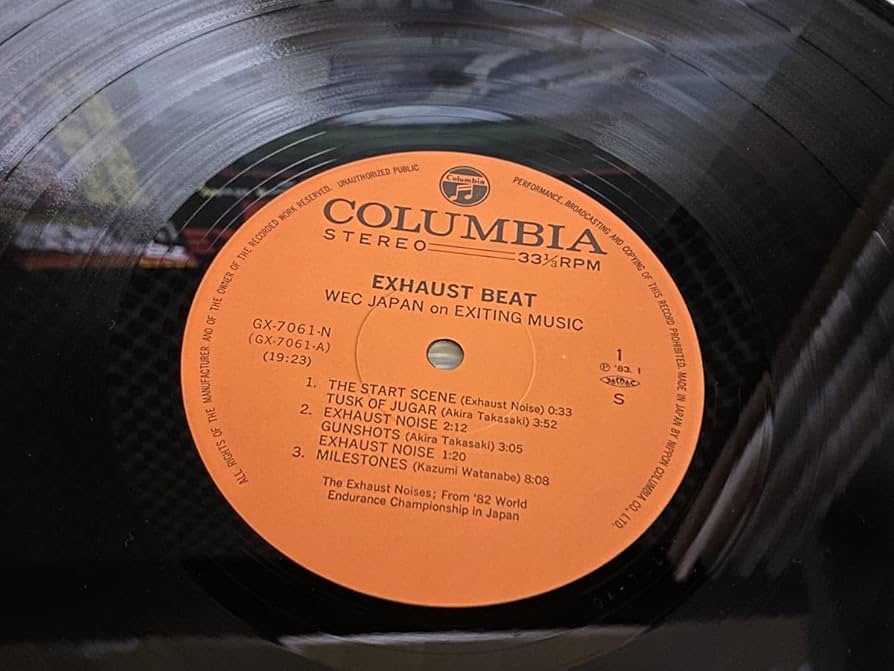 Columbia
COLUMBIA
STEREO 33⅓RPM
EXHAUST BEAT
WEC JAPAN on EXITING MUSIC
GX-7061-N
(GX-7061-A)
(19:23)
1
Ⓟ '83. 1
JASRAC
S
1. THE START SCENE (Exhaust Noise) 0:33
TUSK OF JUGAR (Akira Takasaki) 3:52
2. EXHAUST NOISE 2:12
GUNSHOTS (Akira Takasaki) 3:05
EXHAUST NOISE 1:20
3. MILESTONES (Kazumi Watanabe) 8:08
The Exhaust Noises; From '82 World
Endurance Championship in Japan
ALL RIGHTS OF THE MANUFACTURER AND OF THE OWNER OF THE RECORDED WORK RESERVED. UNAUTHORIZED PUBLIC PERFORMANCE, BROADCASTING AND COPYING OF THIS RECORD PROHIBITED. MADE IN JAPAN BY NIPPON COLUMBIA CO., LTD.